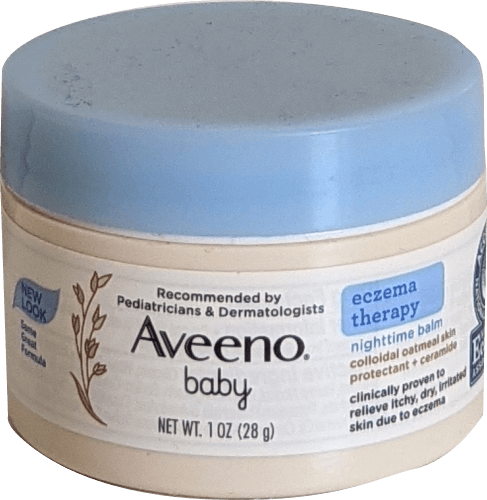 NEW
LOOK
Same
Great
Formula
Recommended by
Pediatricians & Dermatologists
Aveeno®
baby
NET WT. 1 OZ (28 g)
eczema
therapy
nighttime balm
colloidal oatmeal skin
protectant + ceramide
clinically proven to
relieve itchy, dry, irritated
skin due to eczema